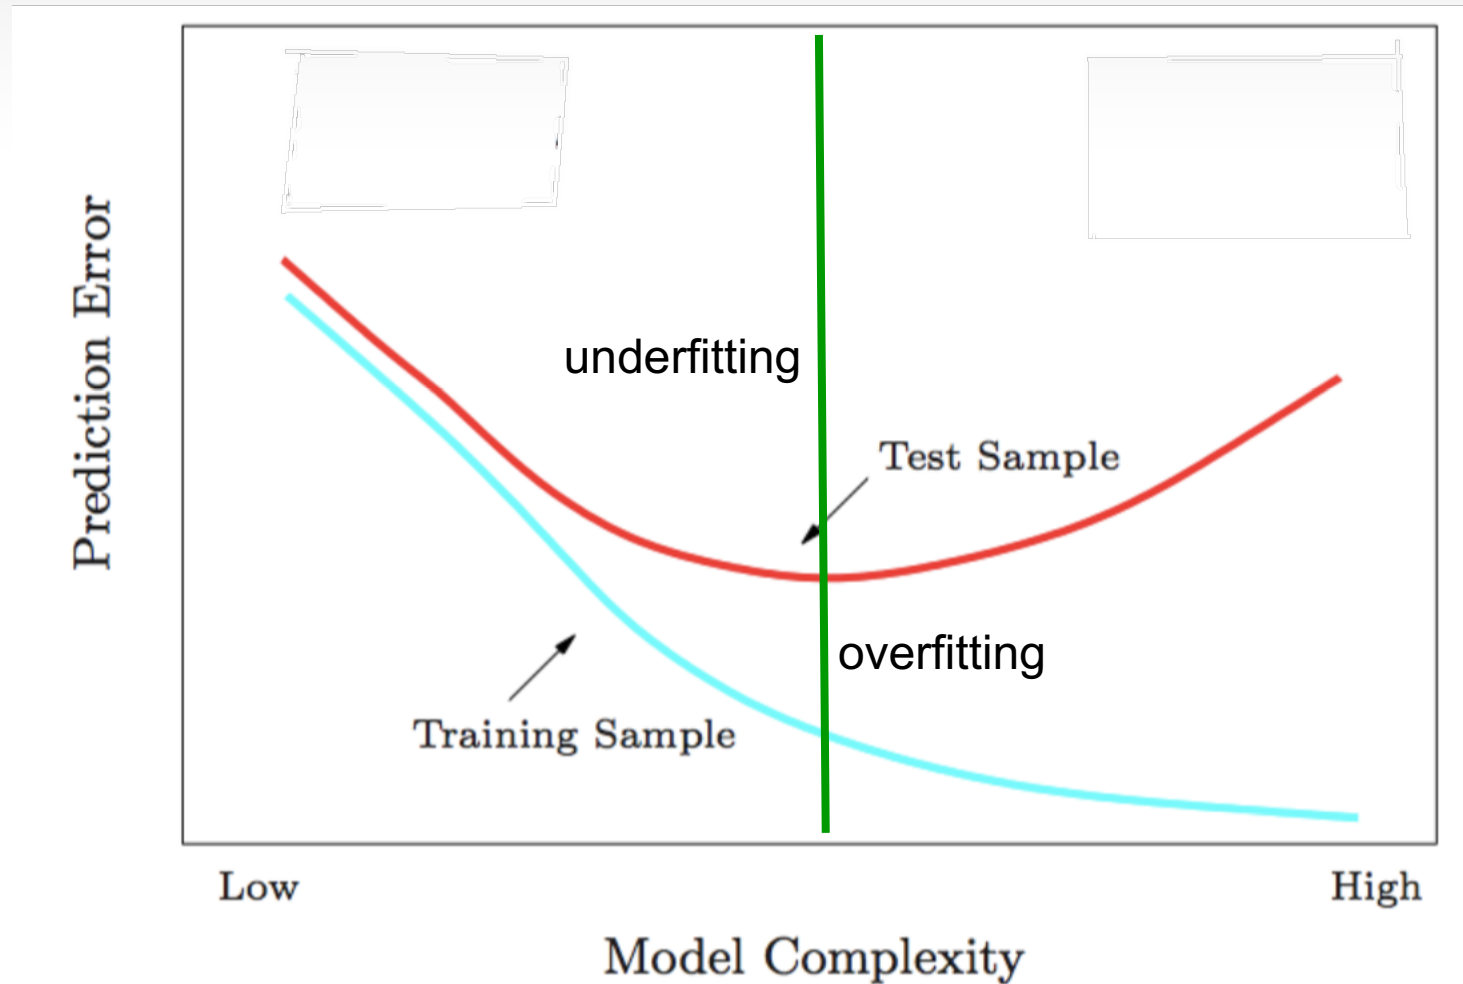 Prediction Error
underfitting
Test Sample
overfitting
Training Sample
Low
High
Model Complexity